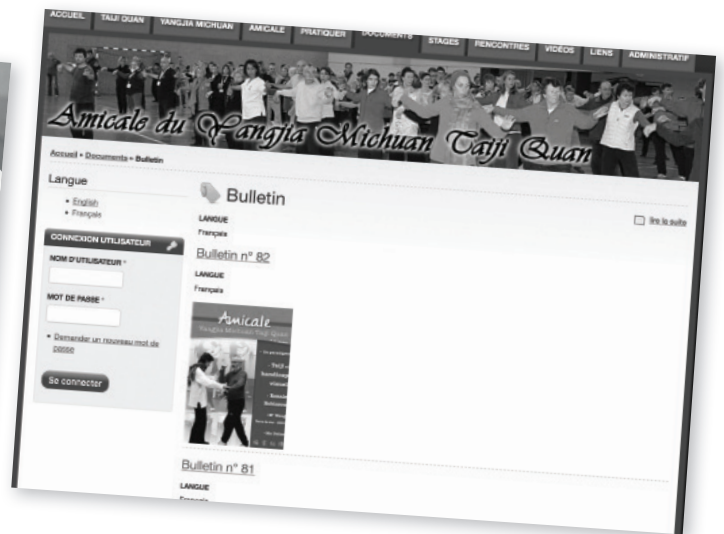 ACCUEIL TAIJI QUAN YANGJIA MICHUAN AMICALE PRATIQUER DOCUMENTS STAGES RENCONTRES VIDÉOS LIENS ADMINISTRATIF
Amicale du Yangjia Michuan Taiji Quan
Accueil » Documents » Bulletin
Langue
• English
• Français
CONNEXION UTILISATEUR
NOM D'UTILISATEUR *
MOT DE PASSE *
• Demander un nouveau mot de
passe
Se connecter
Bulletin
LANGUE
Français
lire la suite
Bulletin n° 82
LANGUE
Français
Amicale
Yangjia Michuan Taiji Quan
Bulletin n° 81
LANGUE
Français